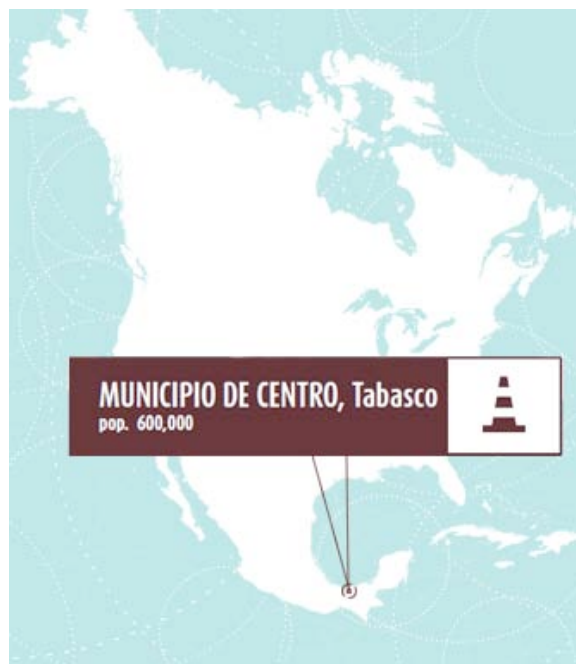 MUNICIPIO DE CENTRO, Tabasco
pop. 600,000